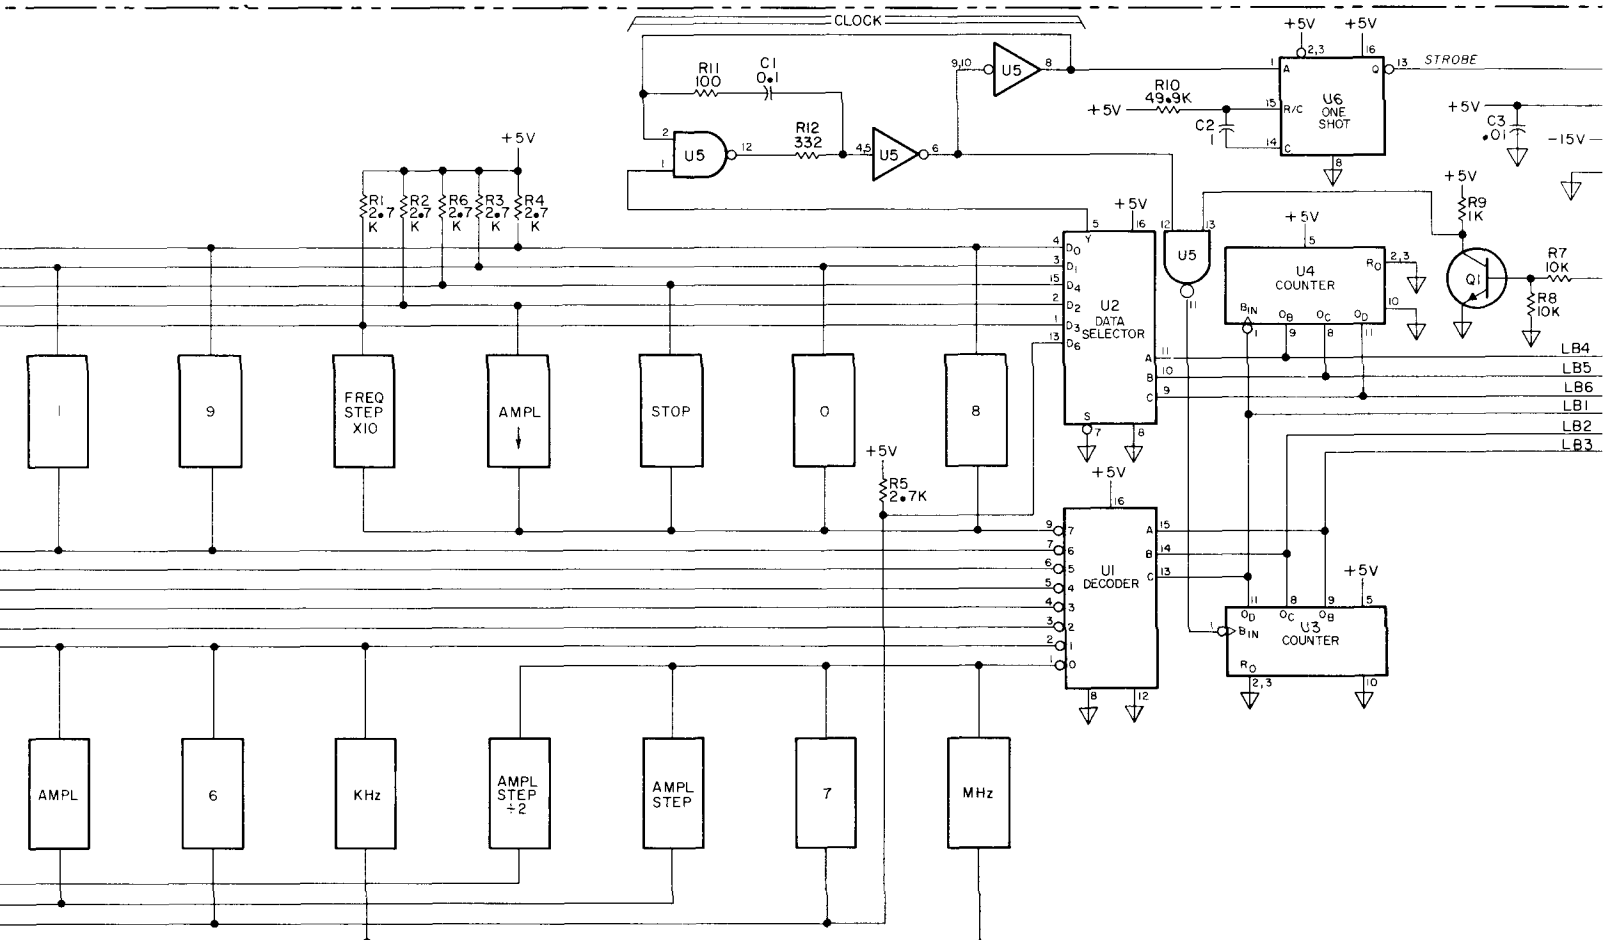 CLOCK
+5V +5V
2,3 16
1 A Q 13 STROBE
U6
ONE
SHOT
15 R/C
14 C
8
R10
49.9K
+5V
C2
1
+5V
C3
.01
-15V
R11
100
C1
0.1
2
1
U5 12
R12
332
4,5 U5 6
9,10 U5 8
+5V
R1
2.7
K
R2
2.7
K
R6
2.7
K
R3
2.7
K
R4
2.7
K
+5V
5 16
Y
4 D0
3 D1
15 D4
2 D2
1 D3
13 D6
U2
DATA
SELECTOR
A 11
B 10
C 9
S
7 8
12 13
U5
11
+5V
5
U4
COUNTER
R0 2,3
10
BIN OB OC OD
1 9 8 11
+5V
R9
1K
Q1
R7
10K
R8
10K
LB4
LB5
LB6
LB1
LB2
LB3
1
9
FREQ
STEP
X10
AMPL
↓
STOP
0
8
+5V
R5
2.7K
+5V
16
9 7
7 6
6 5
5 4
4 3
3 2
2 1
1 0
U1
DECODER
A 15
B 14
C 13
8 12
+5V
11 8 9 5
OD OC OB
1 BIN
U3
COUNTER
R0
2,3 10
AMPL
6
KHz
AMPL
STEP
÷2
AMPL
STEP
7
MHz